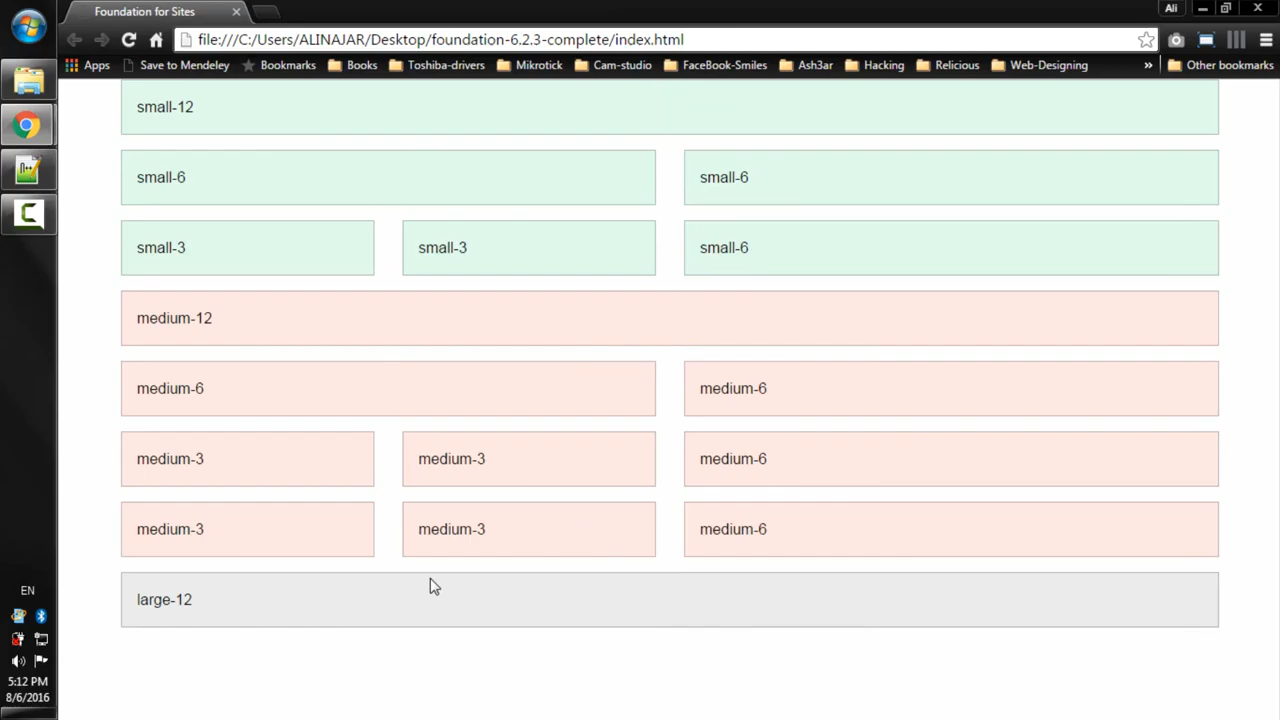 Foundation for Sites
Ali
file:///C:/Users/ALINAJAR/Desktop/foundation-6.2.3-complete/index.html
Apps Save to Mendeley Bookmarks Books Toshiba-drivers Mikrotick Cam-studio FaceBook-Smiles Ash3ar Hacking Relicious Web-Designing » Other bookmarks
small-12
small-6 small-6
small-3 small-3 small-6
medium-12
medium-6 medium-6
medium-3 medium-3 medium-6
medium-3 medium-3 medium-6
large-12
EN
5:12 PM
8/6/2016